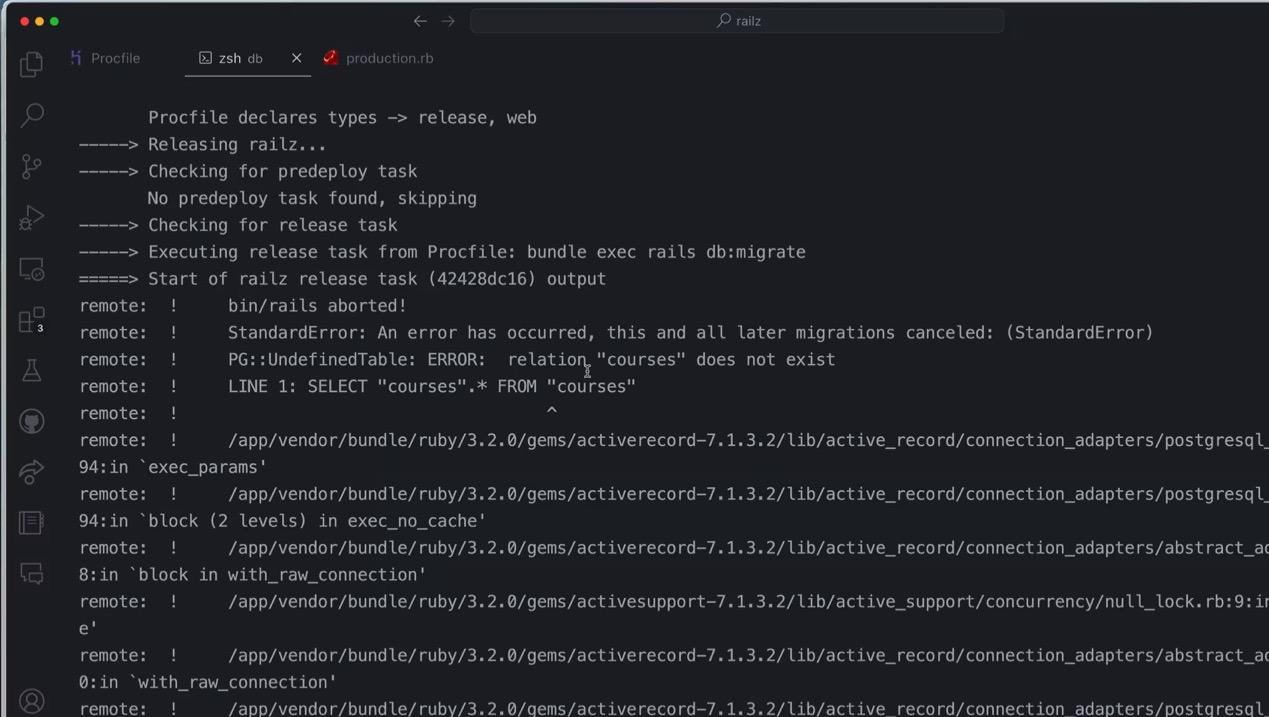 railz
Procfile
zsh db
production.rb
Procfile declares types -> release, web
-----> Releasing railz...
-----> Checking for predeploy task
No predeploy task found, skipping
-----> Checking for release task
-----> Executing release task from Procfile: bundle exec rails db:migrate
=====> Start of railz release task (42428dc16) output
remote:  !     bin/rails aborted!
remote:  !     StandardError: An error has occurred, this and all later migrations canceled: (StandardError)
remote:  !     PG::UndefinedTable: ERROR:  relation "courses" does not exist
remote:  !     LINE 1: SELECT "courses".* FROM "courses"
remote:  !                                     ^
remote:  !     /app/vendor/bundle/ruby/3.2.0/gems/activerecord-7.1.3.2/lib/active_record/connection_adapters/postgresql_
94:in `exec_params'
remote:  !     /app/vendor/bundle/ruby/3.2.0/gems/activerecord-7.1.3.2/lib/active_record/connection_adapters/postgresql_
94:in `block (2 levels) in exec_no_cache'
remote:  !     /app/vendor/bundle/ruby/3.2.0/gems/activerecord-7.1.3.2/lib/active_record/connection_adapters/abstract_ad
8:in `block in with_raw_connection'
remote:  !     /app/vendor/bundle/ruby/3.2.0/gems/activesupport-7.1.3.2/lib/active_support/concurrency/null_lock.rb:9:in
e'
remote:  !     /app/vendor/bundle/ruby/3.2.0/gems/activerecord-7.1.3.2/lib/active_record/connection_adapters/abstract_ad
0:in `with_raw_connection'
remote:  !     /app/vendor/bundle/ruby/3.2.0/gems/activerecord-7.1.3.2/lib/active_record/connection_adapters/postgresql
3